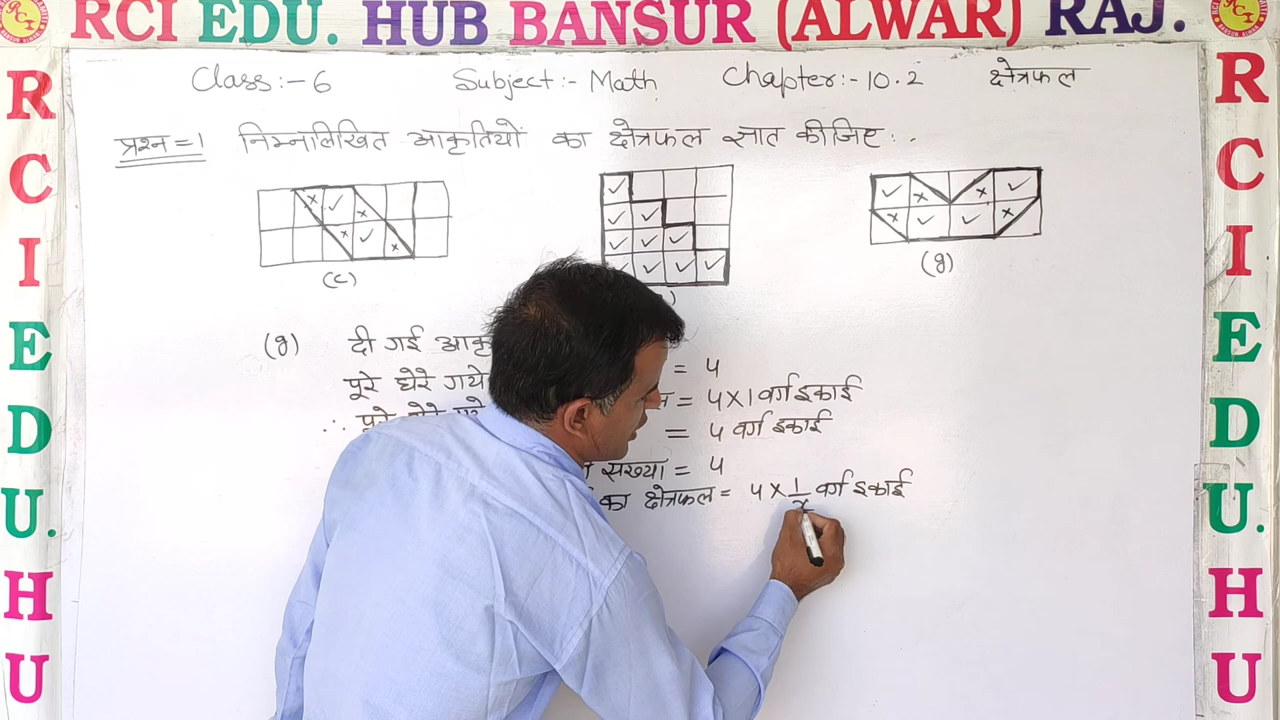 RCI EDU. HUB BANSUR (ALWAR) RAJ.
RCI EDU. HU
Class:- 6 Subject:- Math Chapter:- 10.2 क्षेत्रफल
प्रश्न = 1 निम्नालिखित आकृतियों का क्षेत्रफल ज्ञात कीजिए :.
(c)
(g)
(g) दी गई
पूरे घेरे गये = 4
∴ पूरे घेरे = 4 × 1 वर्ग इकाई
= 4 वर्ग इकाई
संख्या = 4
का क्षेत्रफल = 4 × 1/2 वर्ग इकाई
RCI EDU. HU